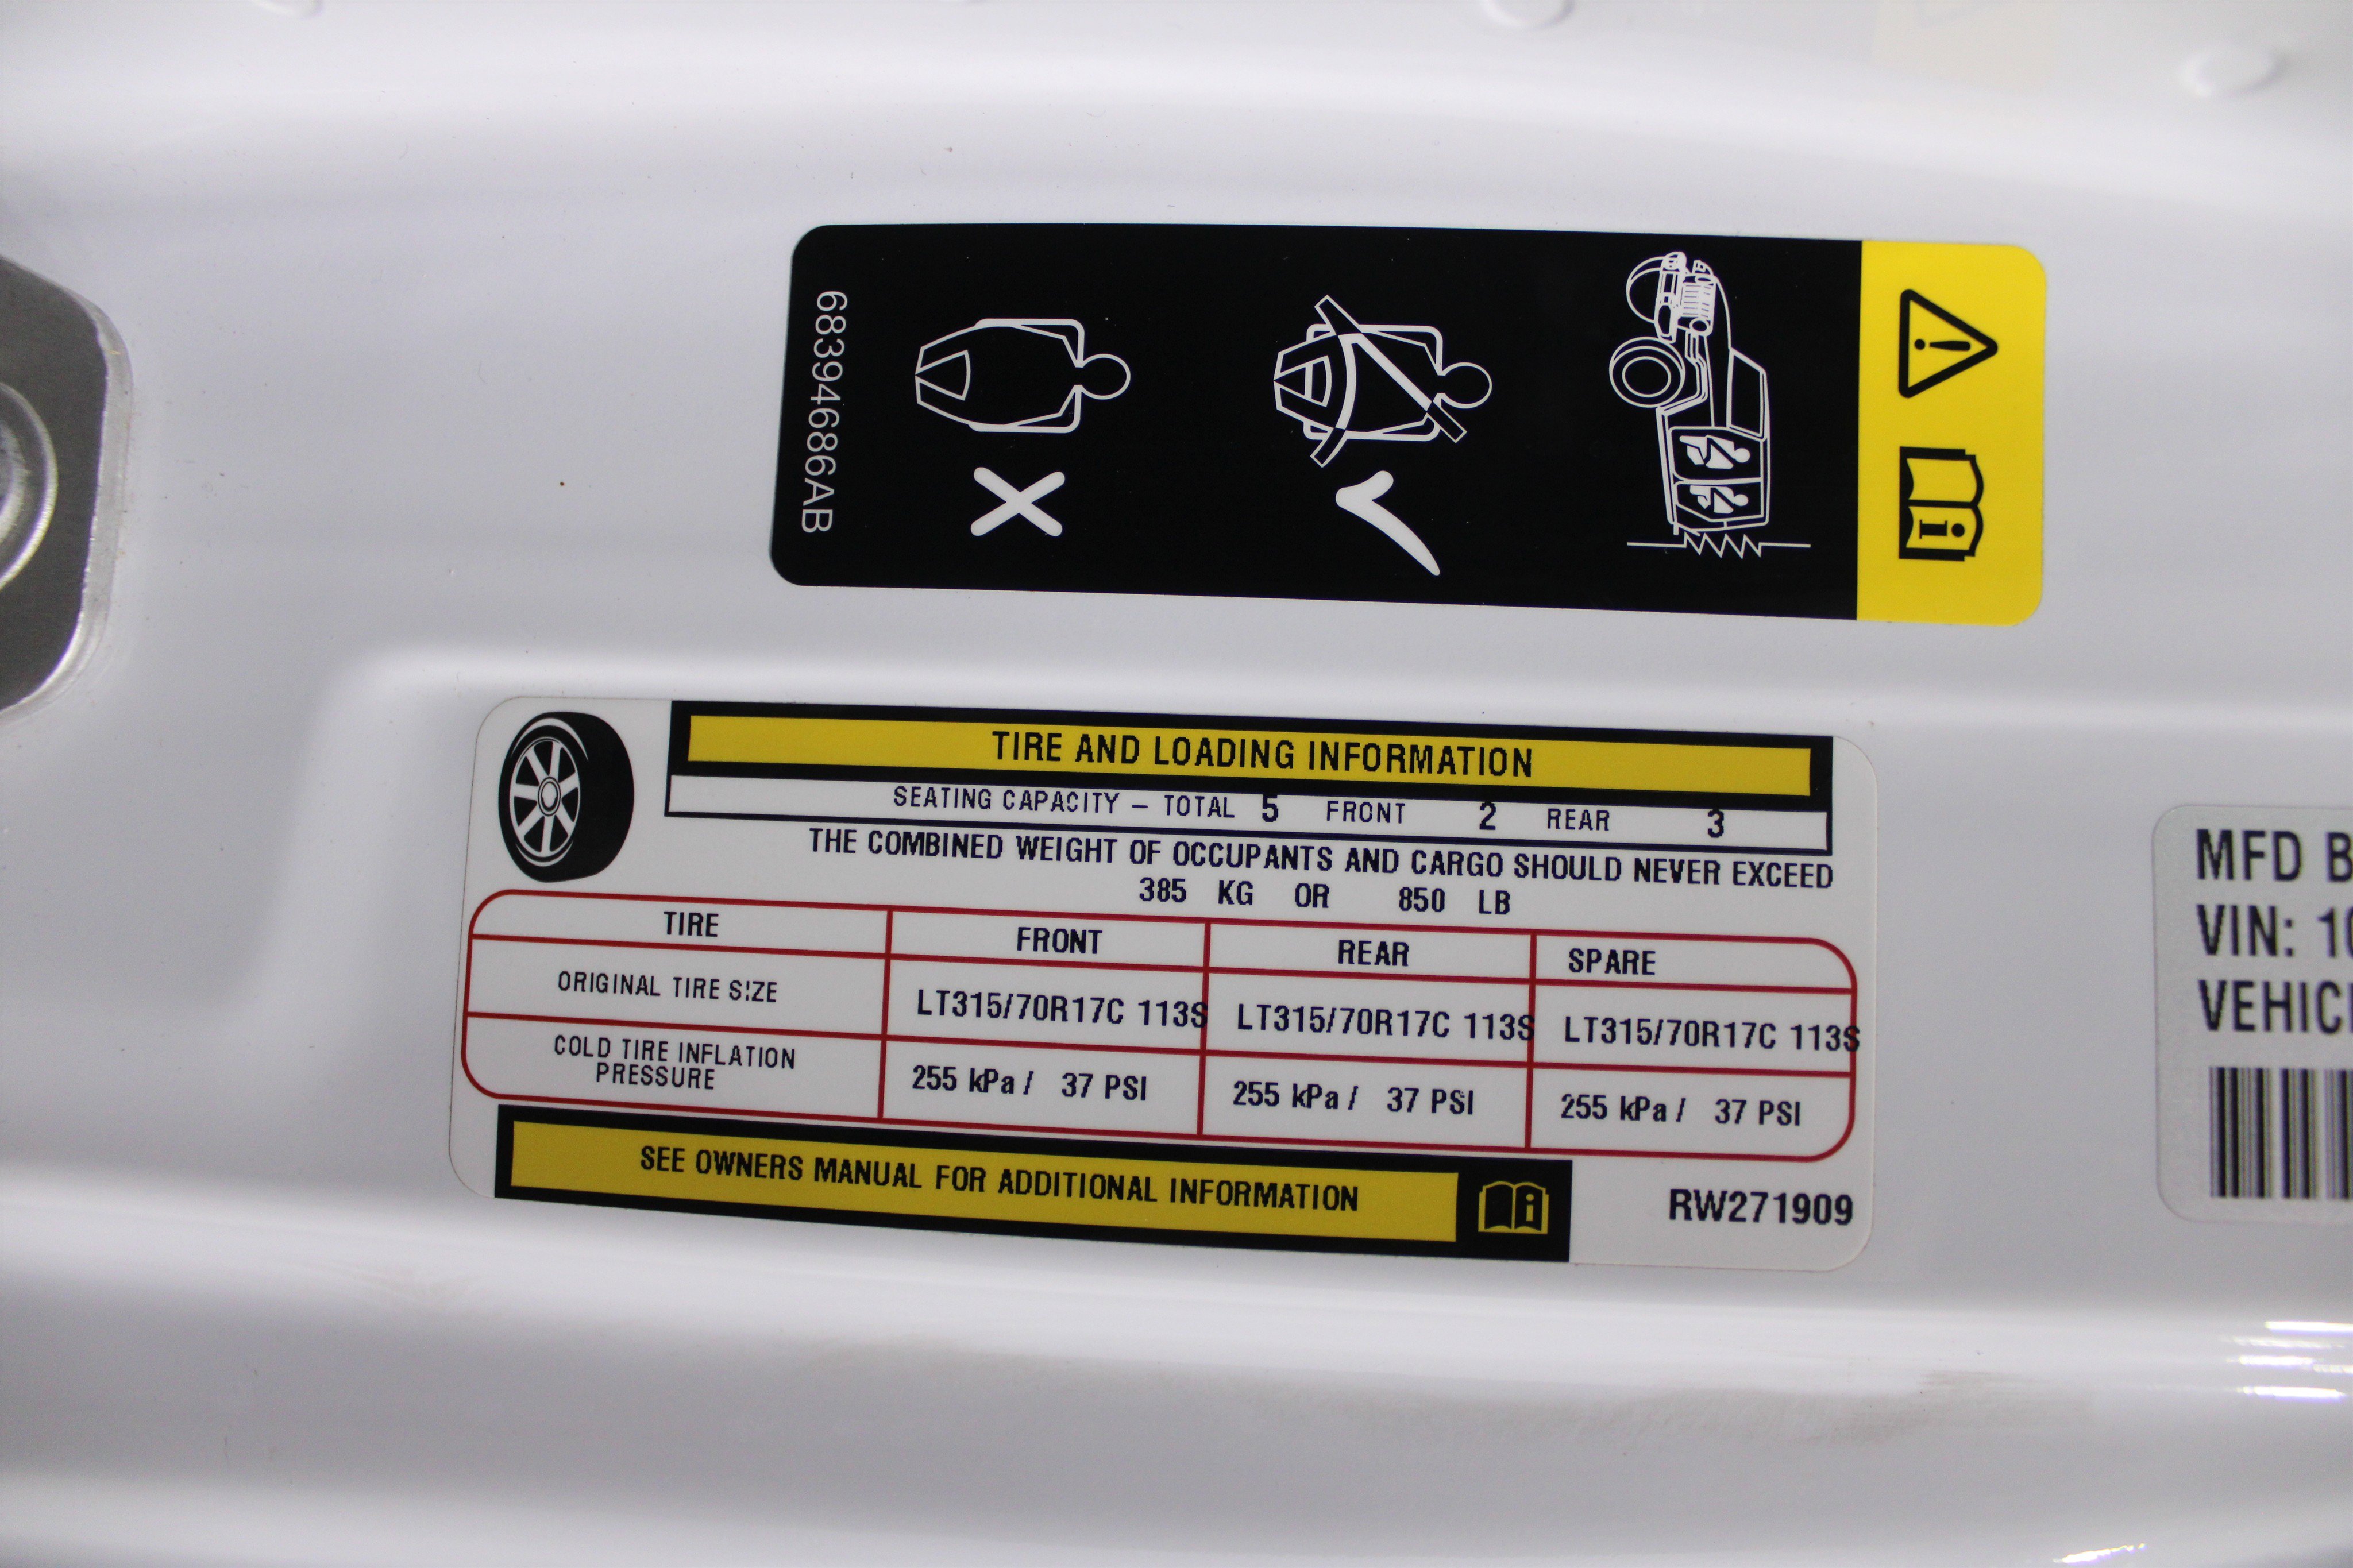 68394686AB
TIRE AND LOADING INFORMATION
SEATING CAPACITY – TOTAL 5 FRONT 2 REAR 3
THE COMBINED WEIGHT OF OCCUPANTS AND CARGO SHOULD NEVER EXCEED
385 KG OR 850 LB
TIRE FRONT REAR SPARE
ORIGINAL TIRE SIZE LT315/70R17C 113S LT315/70R17C 113S LT315/70R17C 113S
COLD TIRE INFLATION
PRESSURE 255 kPa / 37 PSI 255 kPa / 37 PSI 255 kPa / 37 PSI
SEE OWNERS MANUAL FOR ADDITIONAL INFORMATION
RW271909
MFD
VIN: 1
VEHIC